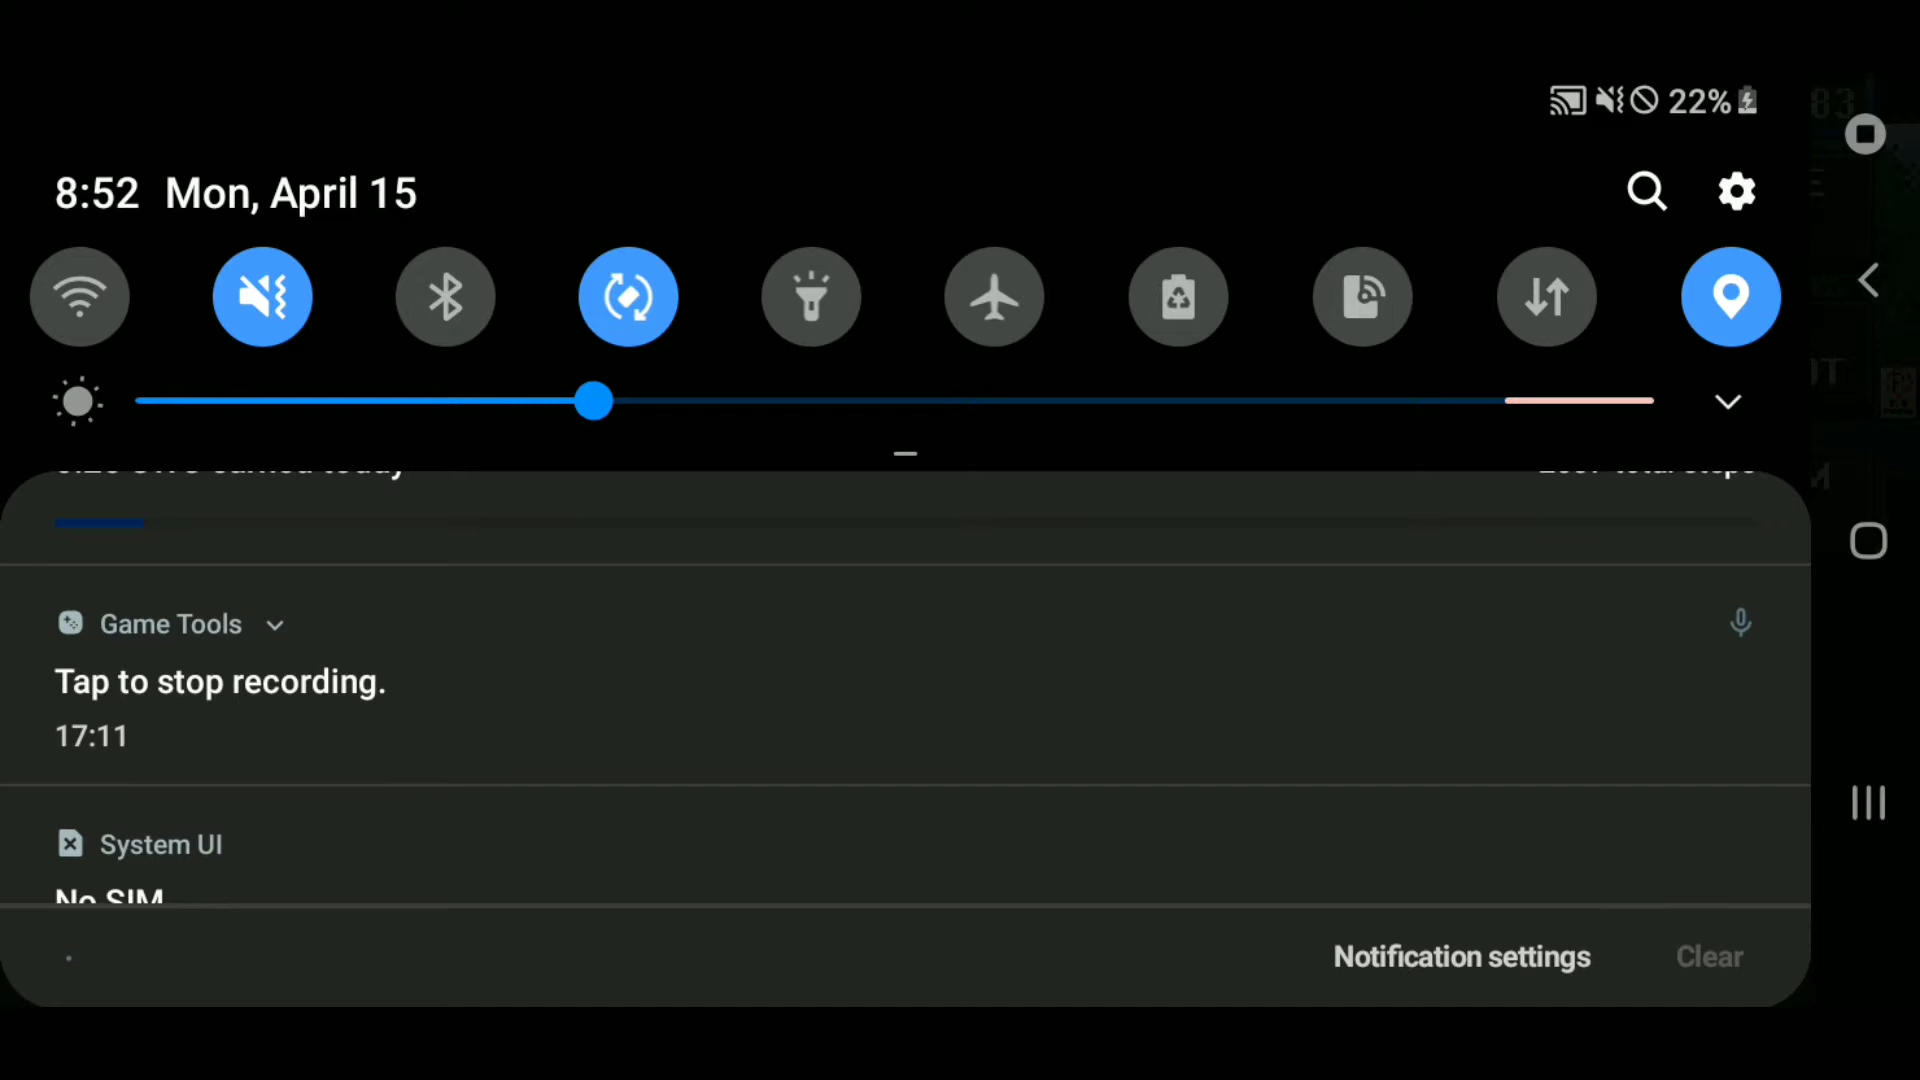 22%
8:52 Mon, April 15
Game Tools
Tap to stop recording.
17:11
System UI
No SIM
Notification settings
Clear